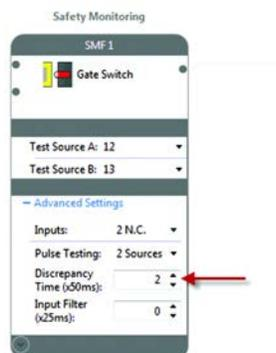 Safety Monitoring
SMF 1
Gate Switch
Test Source A: 12
Test Source B: 13
− Advanced Settings
Inputs: 2 N.C.
Pulse Testing: 2 Sources
Discrepancy
Time (x50ms): 2
Input Filter
(x25ms): 0